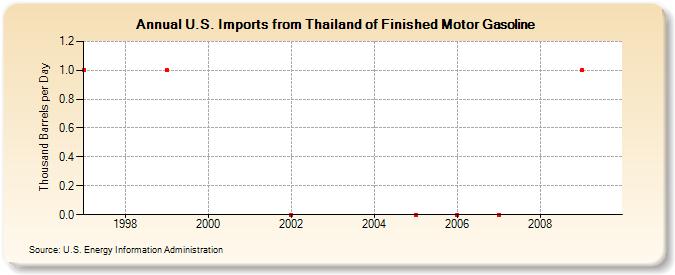 Annual U.S. Imports from Thailand of Finished Motor Gasoline
Thousand Barrels per Day
1.2
1.0
0.8
0.6
0.4
0.2
0.0
1998 2000 2002 2004 2006 2008
Source: U.S. Energy Information Administration